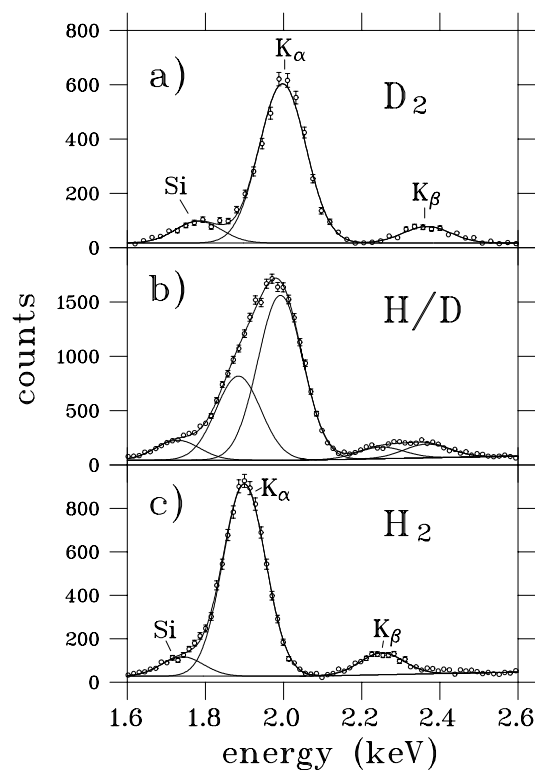 800
600
400
200
0
a)
Kα
D₂
Si
Kβ
1500
1000
500
0
b)
H/D
counts
800
600
400
200
0
c)
Kα
H₂
Si
Kβ
1.6 1.8 2.0 2.2 2.4 2.6
energy (keV)